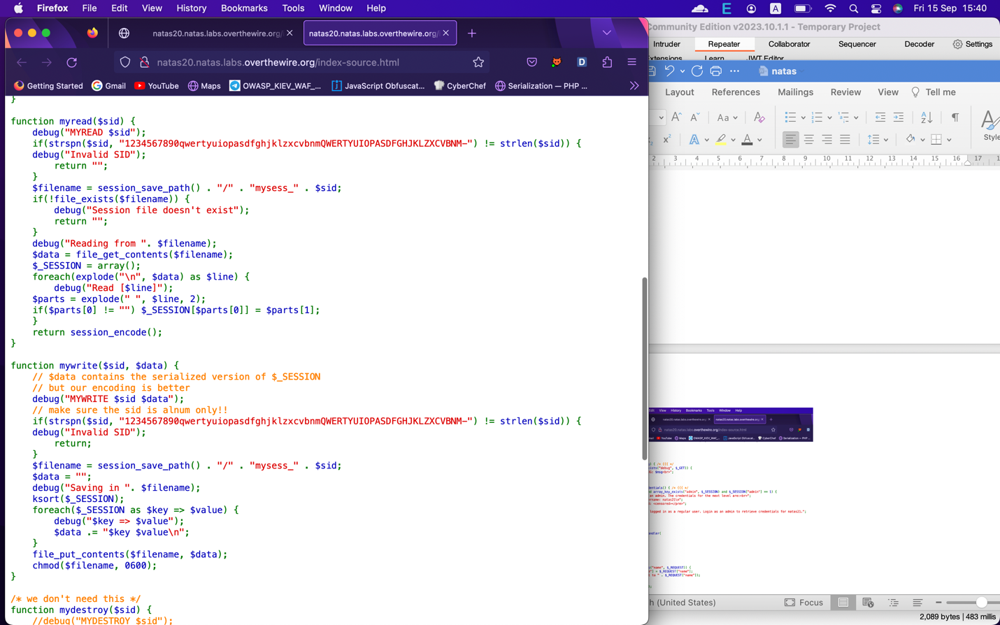 Firefox File Edit View History Bookmarks Tools Window Help
A Fri 15 Sep 15:40
natas20.natas.labs.overthewire.org/
natas20.natas.labs.overthewire.org/
natas20.natas.labs.overthewire.org/index-source.html
Getting Started Gmail YouTube Maps OWASP_KIEV_WAF_... JavaScript Obfuscat... CyberChef Serialization — PHP ...
}
function myread($sid) {
debug("MYREAD $sid");
if(strspn($sid, "1234567890qwertyuiopasdfghjklzxcvbnmQWERTYUIOPASDFGHJKLZXCVBNM-") != strlen($sid)) {
debug("Invalid SID");
return "";
}
$filename = session_save_path() . "/" . "mysess_" . $sid;
if(!file_exists($filename)) {
debug("Session file doesn't exist");
return "";
}
debug("Reading from ". $filename);
$data = file_get_contents($filename);
$_SESSION = array();
foreach(explode("\n", $data) as $line) {
debug("Read [$line]");
$parts = explode(" ", $line, 2);
if($parts[0] != "") $_SESSION[$parts[0]] = $parts[1];
}
return session_encode();
}
function mywrite($sid, $data) {
// $data contains the serialized version of $_SESSION
// but our encoding is better
debug("MYWRITE $sid $data");
// make sure the sid is alnum only!!
if(strspn($sid, "1234567890qwertyuiopasdfghjklzxcvbnmQWERTYUIOPASDFGHJKLZXCVBNM-") != strlen($sid)) {
debug("Invalid SID");
return;
}
$filename = session_save_path() . "/" . "mysess_" . $sid;
$data = "";
debug("Saving in ". $filename);
ksort($_SESSION);
foreach($_SESSION as $key => $value) {
debug("$key => $value");
$data .= "$key $value\n";
}
file_put_contents($filename, $data);
chmod($filename, 0600);
}
/* we don't need this */
function mydestroy($sid) {
//debug("MYDESTROY $sid");
Community Edition v2023.10.1.1 - Temporary Project
Intruder Repeater Collaborator Sequencer Decoder Settings
Extensions Learn JWT Editor
natas
Layout References Mailings Review View Tell me
Aa
Style
2 3 4 5 6 7 8 9 10 11 12 13 14 15 16 17
h (United States) Focus
2,089 bytes | 483 millis